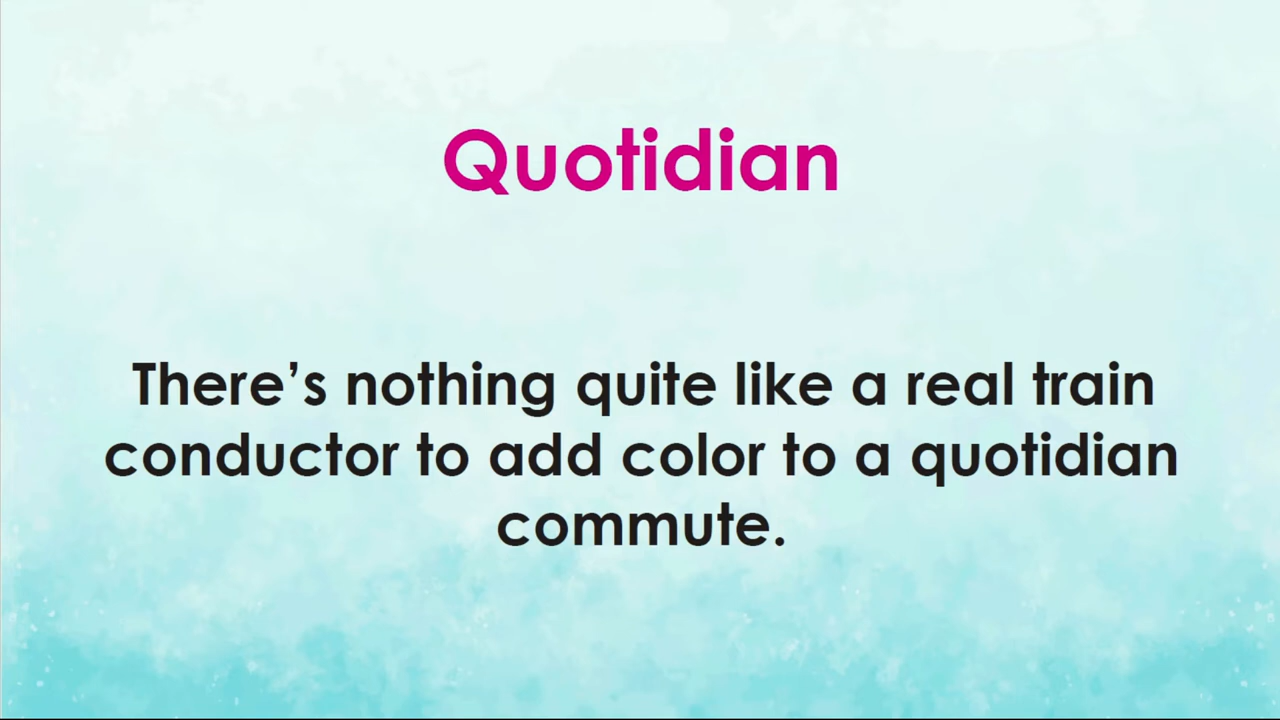 Quotidian
There’s nothing quite like a real train
conductor to add color to a quotidian
commute.